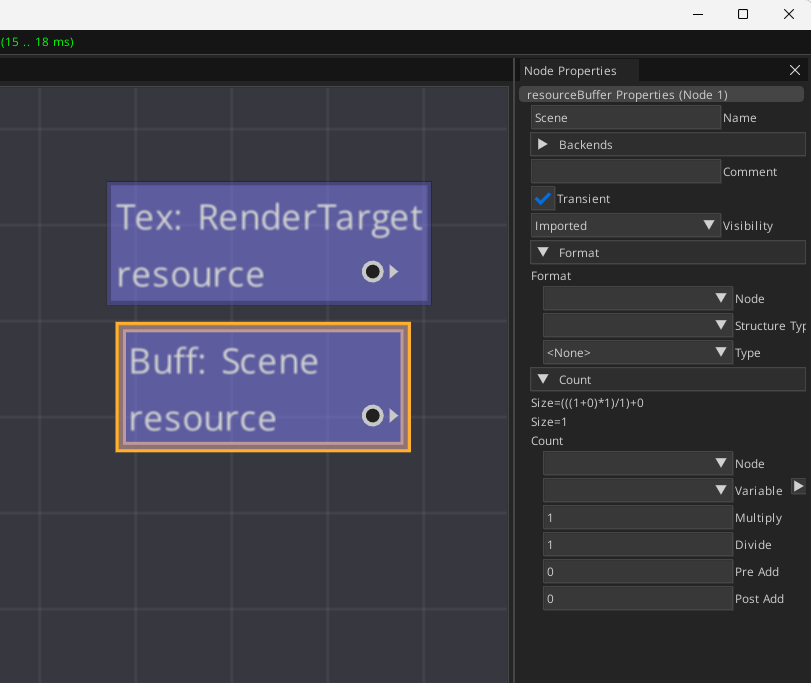 (15 .. 18 ms)
Tex: RenderTarget
resource
Buff: Scene
resource
Node Properties
resourceBuffer Properties (Node 1)
Scene Name
Backends
Comment
Transient
Imported Visibility
Format
Format
Node
Structure Typ
<None> Type
Count
Size=(((1+0)*1)/1)+0
Size=1
Count
Node
Variable
1 Multiply
1 Divide
0 Pre Add
0 Post Add